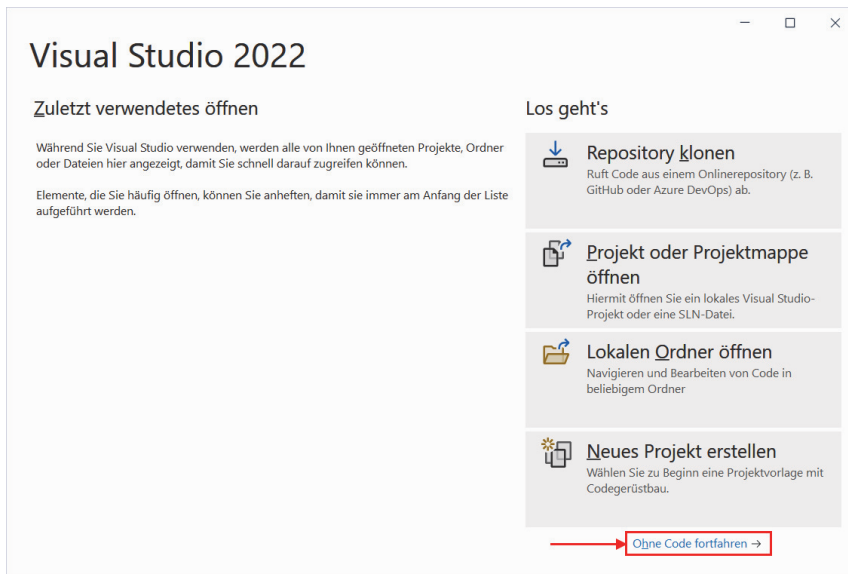 Visual Studio 2022
Zuletzt verwendetes öffnen
Während Sie Visual Studio verwenden, werden alle von Ihnen geöffneten Projekte, Ordner
oder Dateien hier angezeigt, damit Sie schnell darauf zugreifen können.
Elemente, die Sie häufig öffnen, können Sie anheften, damit sie immer am Anfang der Liste
aufgeführt werden.
Los geht's
Repository klonen
Ruft Code aus einem Onlinerepository (z. B.
GitHub oder Azure DevOps) ab.
Projekt oder Projektmappe
öffnen
Hiermit öffnen Sie ein lokales Visual Studio-
Projekt oder eine SLN-Datei.
Lokalen Ordner öffnen
Navigieren und Bearbeiten von Code in
beliebigem Ordner
Neues Projekt erstellen
Wählen Sie zu Beginn eine Projektvorlage mit
Codegerüstbau.
Ohne Code fortfahren →